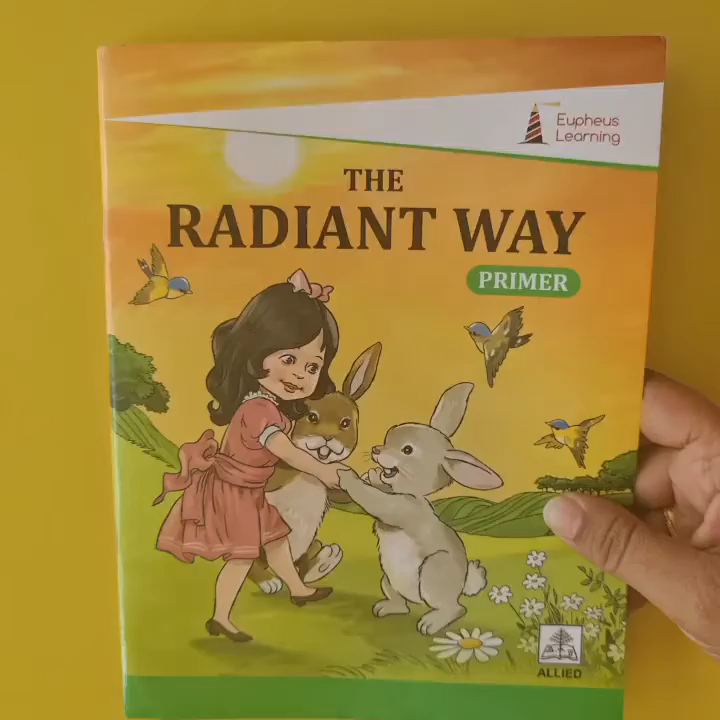 Eupheus
Learning
THE
RADIANT WAY
PRIMER
ALLIED